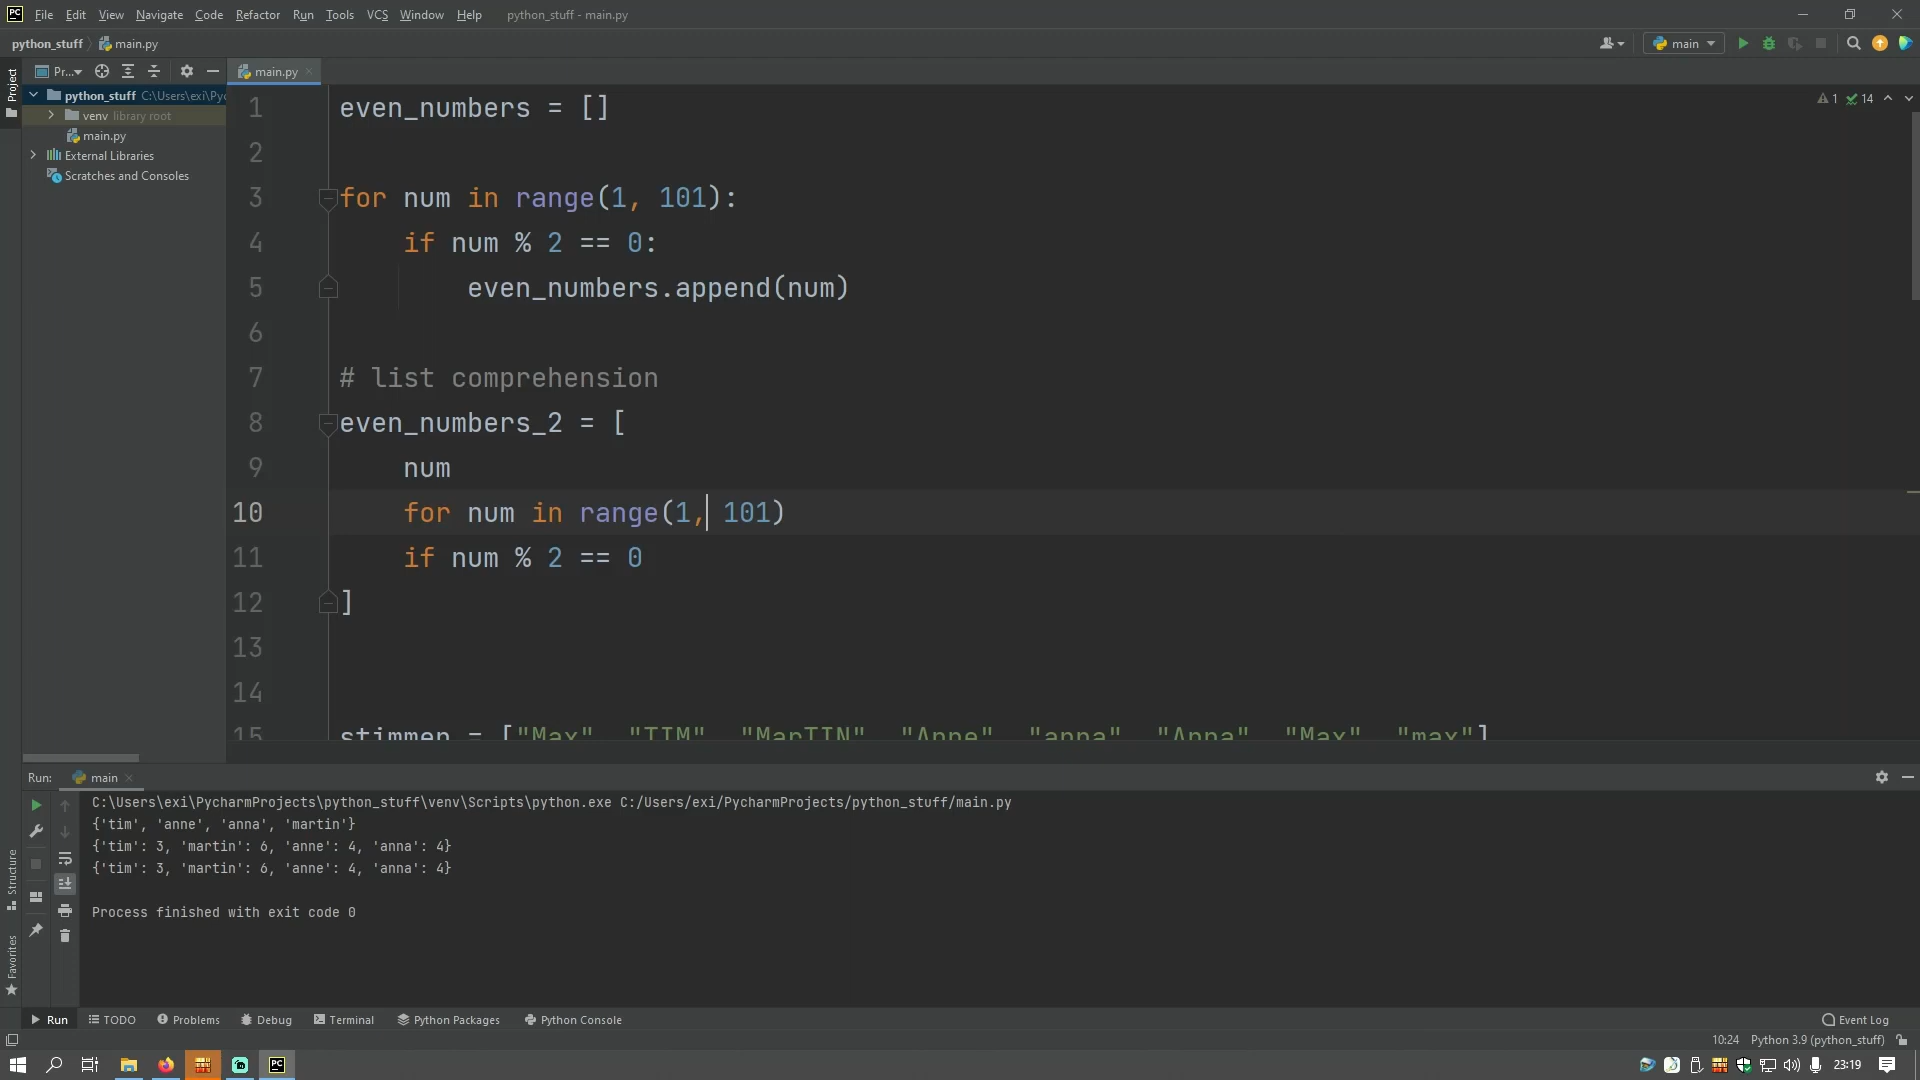 PC File Edit View Navigate Code Refactor Run Tools VCS Window Help python_stuff - main.py
python_stuff main.py main
Project Pr... main.py
python_stuff C:\Users\exi\Pyc
venv library root
main.py
External Libraries
Scratches and Consoles
1 14
1 even_numbers = []
2
3 for num in range(1, 101):
4 if num % 2 == 0:
5 even_numbers.append(num)
6
7 # list comprehension
8 even_numbers_2 = [
9 num
10 for num in range(1, 101)
11 if num % 2 == 0
12 ]
13
14
15 stimmen = ["Max", "TIM", "MarTIN", "Anne", "anna", "Anna", "Max", "max"]
Run: main
C:\Users\exi\PycharmProjects\python_stuff\venv\Scripts\python.exe C:/Users/exi/PycharmProjects/python_stuff/main.py
{'tim', 'anne', 'anna', 'martin'}
{'tim': 3, 'martin': 6, 'anne': 4, 'anna': 4}
{'tim': 3, 'martin': 6, 'anne': 4, 'anna': 4}
Process finished with exit code 0
Structure
Favorites
Run TODO Problems Debug Terminal Python Packages Python Console Event Log
10:24 Python 3.9 (python_stuff)
PC 23:19